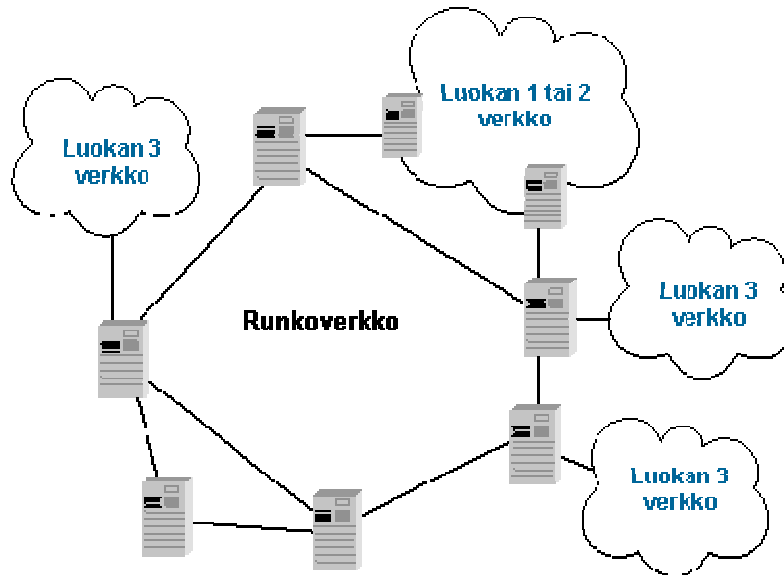 Luokan 1 tai 2
verkko
Luokan 3
verkko
Luokan 3
verkko
Runkoverkko
Luokan 3
verkko